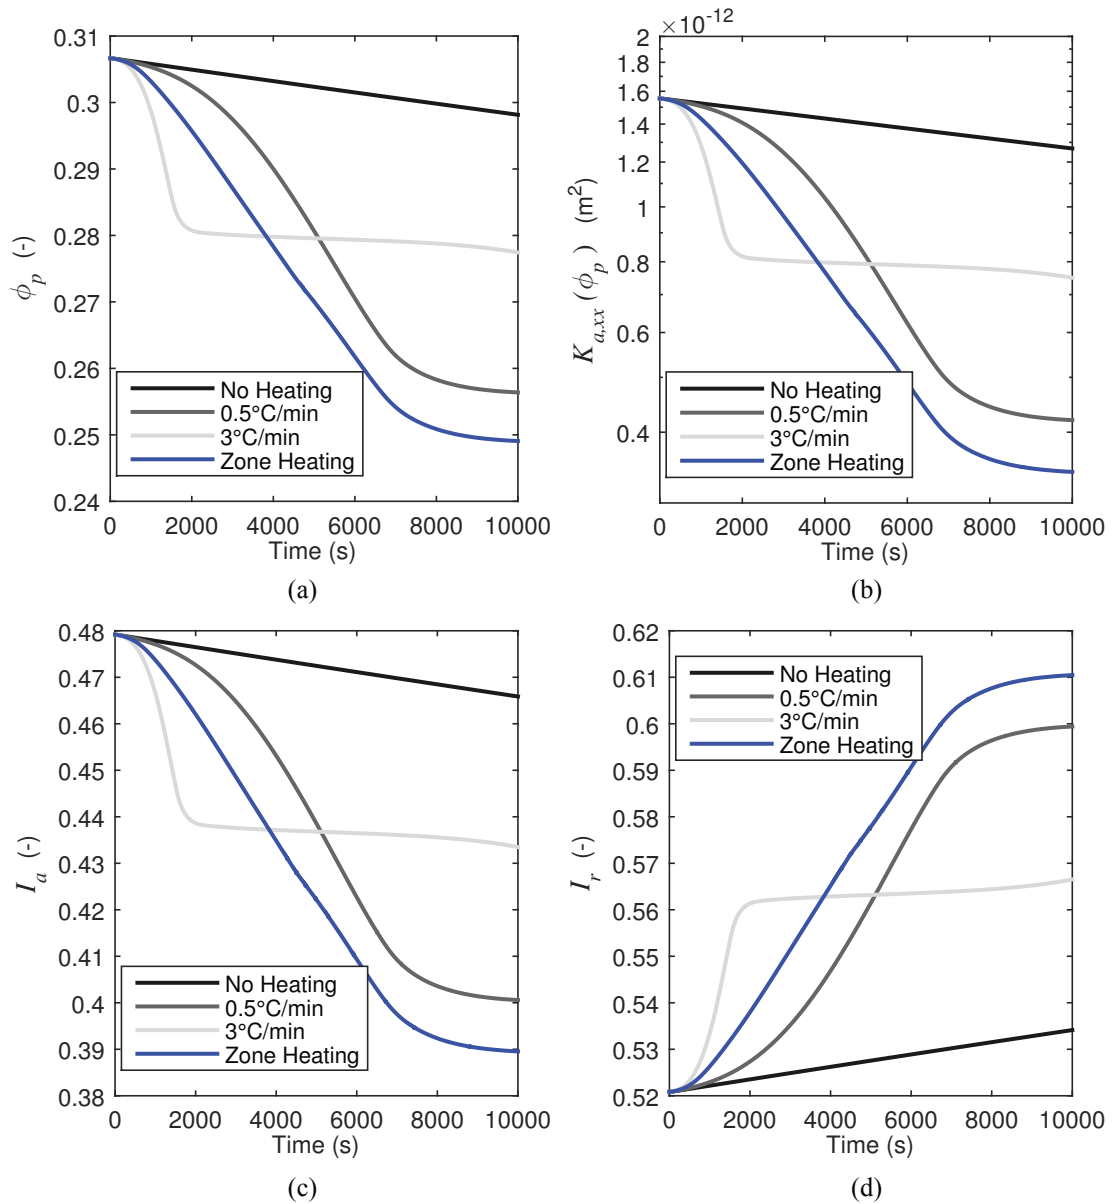 0.31
0.3
0.29
0.28
0.27
0.26
0.25
0.24
ϕp (-)
No Heating
0.5°C/min
3°C/min
Zone Heating
0 2000 4000 6000 8000 10000
Time (s)
(a)
×10-12
2
1.8
1.6
1.4
1.2
1
0.8
0.6
0.4
Ka,xx(ϕp) (m2)
No Heating
0.5°C/min
3°C/min
Zone Heating
0 2000 4000 6000 8000 10000
Time (s)
(b)
0.48
0.47
0.46
0.45
0.44
0.43
0.42
0.41
0.4
0.39
0.38
Ia (-)
No Heating
0.5°C/min
3°C/min
Zone Heating
0 2000 4000 6000 8000 10000
Time (s)
(c)
0.62
0.61
0.6
0.59
0.58
0.57
0.56
0.55
0.54
0.53
0.52
Ir (-)
No Heating
0.5°C/min
3°C/min
Zone Heating
0 2000 4000 6000 8000 10000
Time (s)
(d)